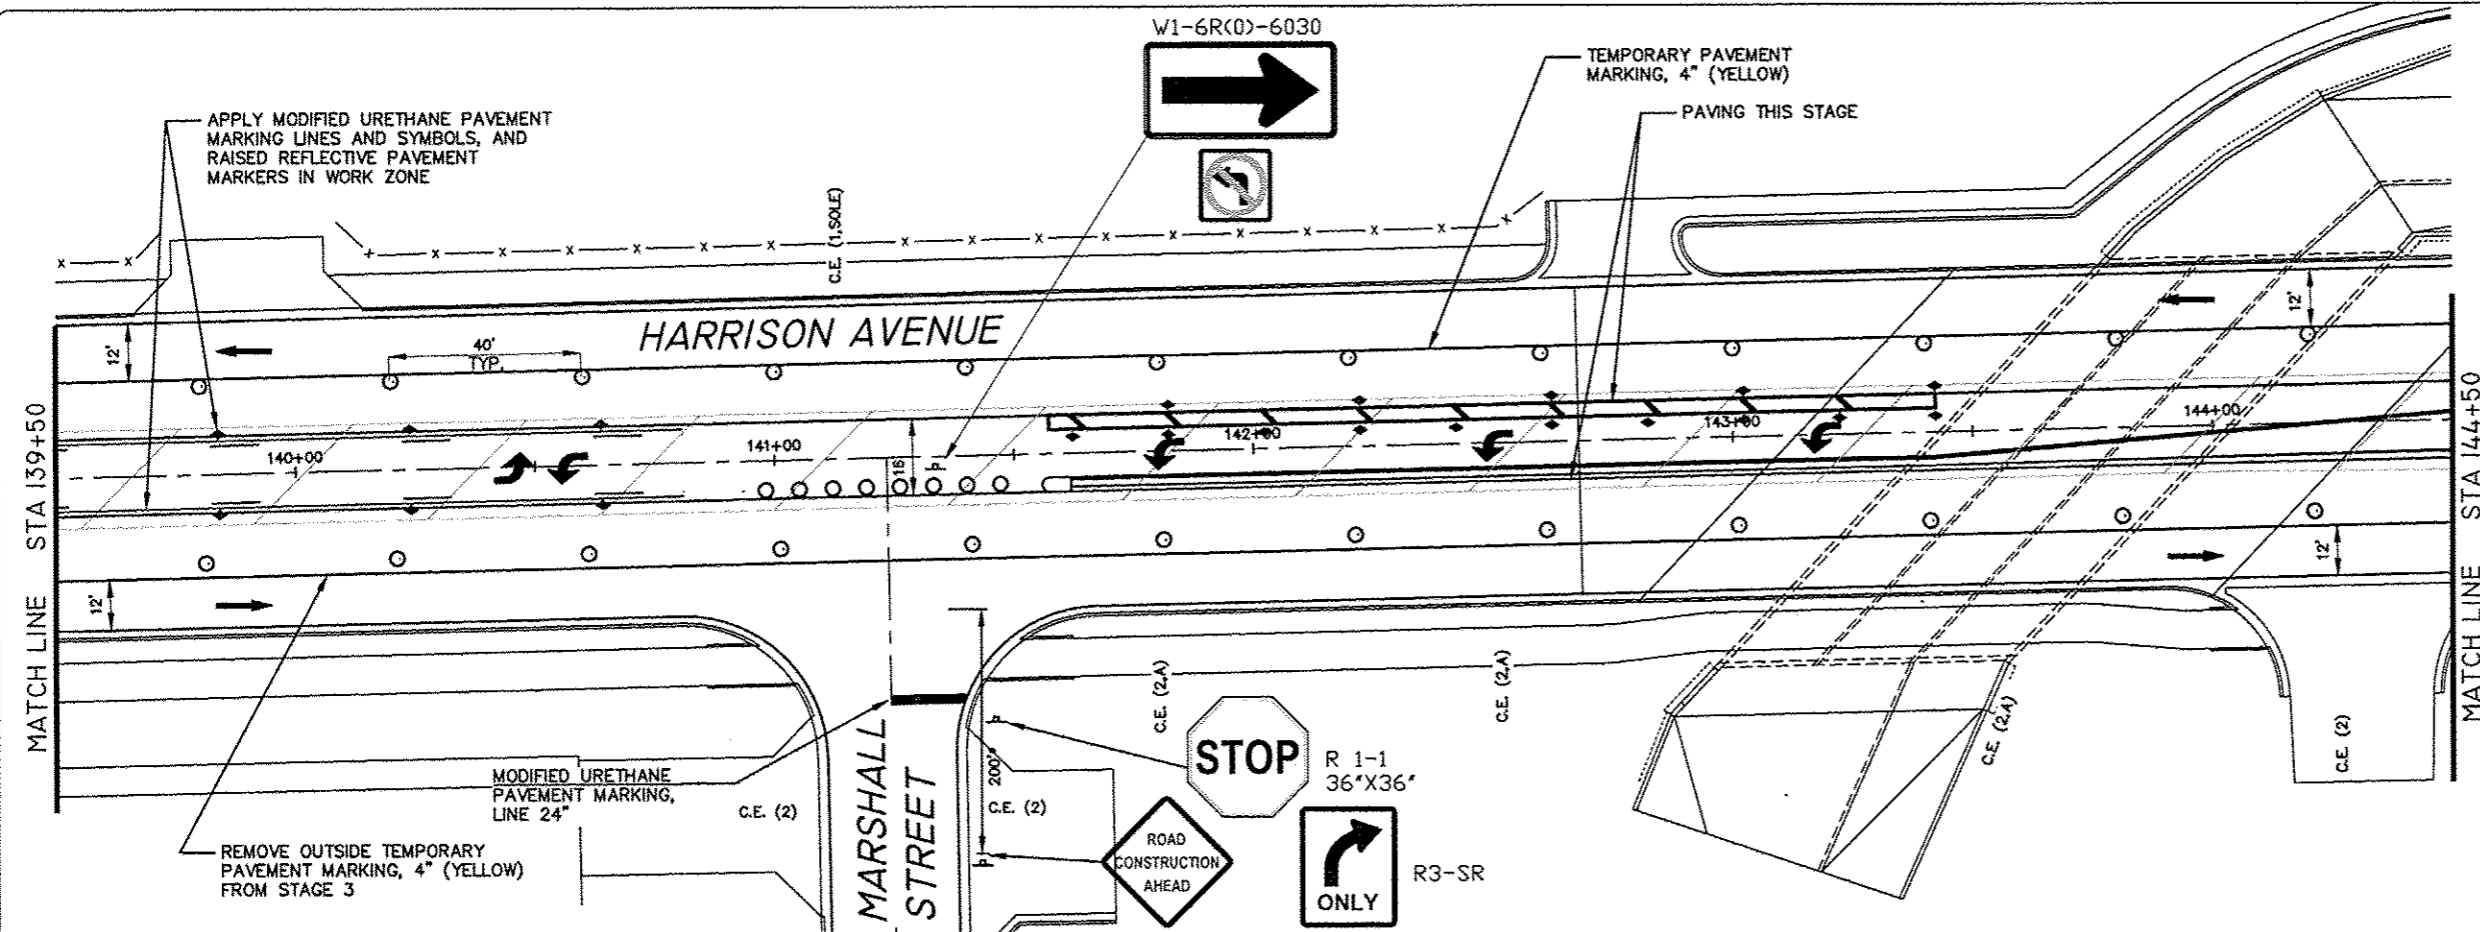 W1-6R(O)-6030
TEMPORARY PAVEMENT
MARKING, 4" (YELLOW)
PAVING THIS STAGE
APPLY MODIFIED URETHANE PAVEMENT
MARKING LINES AND SYMBOLS, AND
RAISED REFLECTIVE PAVEMENT
MARKERS IN WORK ZONE
C.E. (1,SOLE)
HARRISON AVENUE
12'
40'
TYP.
12'
MATCH LINE STA 139+50
140+00
141+00
16'
142+00
143+00
144+00
MATCH LINE STA 144+50
12'
12'
C.E. (2,A)
C.E. (2,A)
C.E. (2,A)
C.E. (2)
MODIFIED URETHANE
PAVEMENT MARKING,
LINE 24"
C.E. (2)
MARSHALL
STREET
200'
C.E. (2)
STOP
R 1-1
36"X36"
ROAD
CONSTRUCTION
AHEAD
ONLY
R3-5R
REMOVE OUTSIDE TEMPORARY
PAVEMENT MARKING, 4" (YELLOW)
FROM STAGE 3